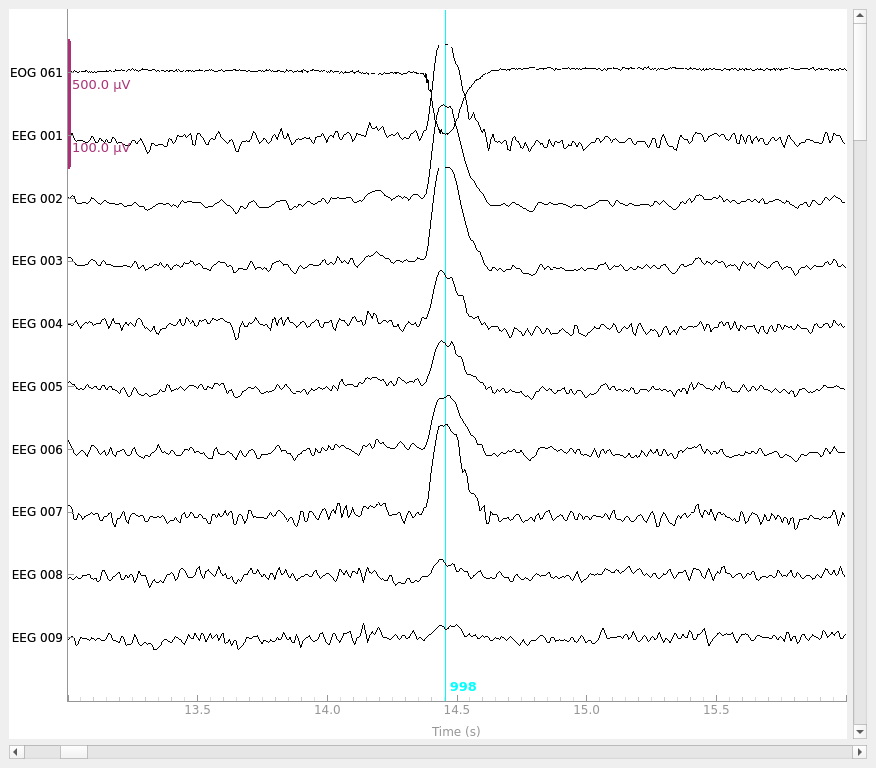 EOG 061
500.0 µV
EEG 001
100.0 µV
EEG 002
EEG 003
EEG 004
EEG 005
EEG 006
EEG 007
EEG 008
EEG 009
998
13.5 14.0 14.5 15.0 15.5
Time (s)